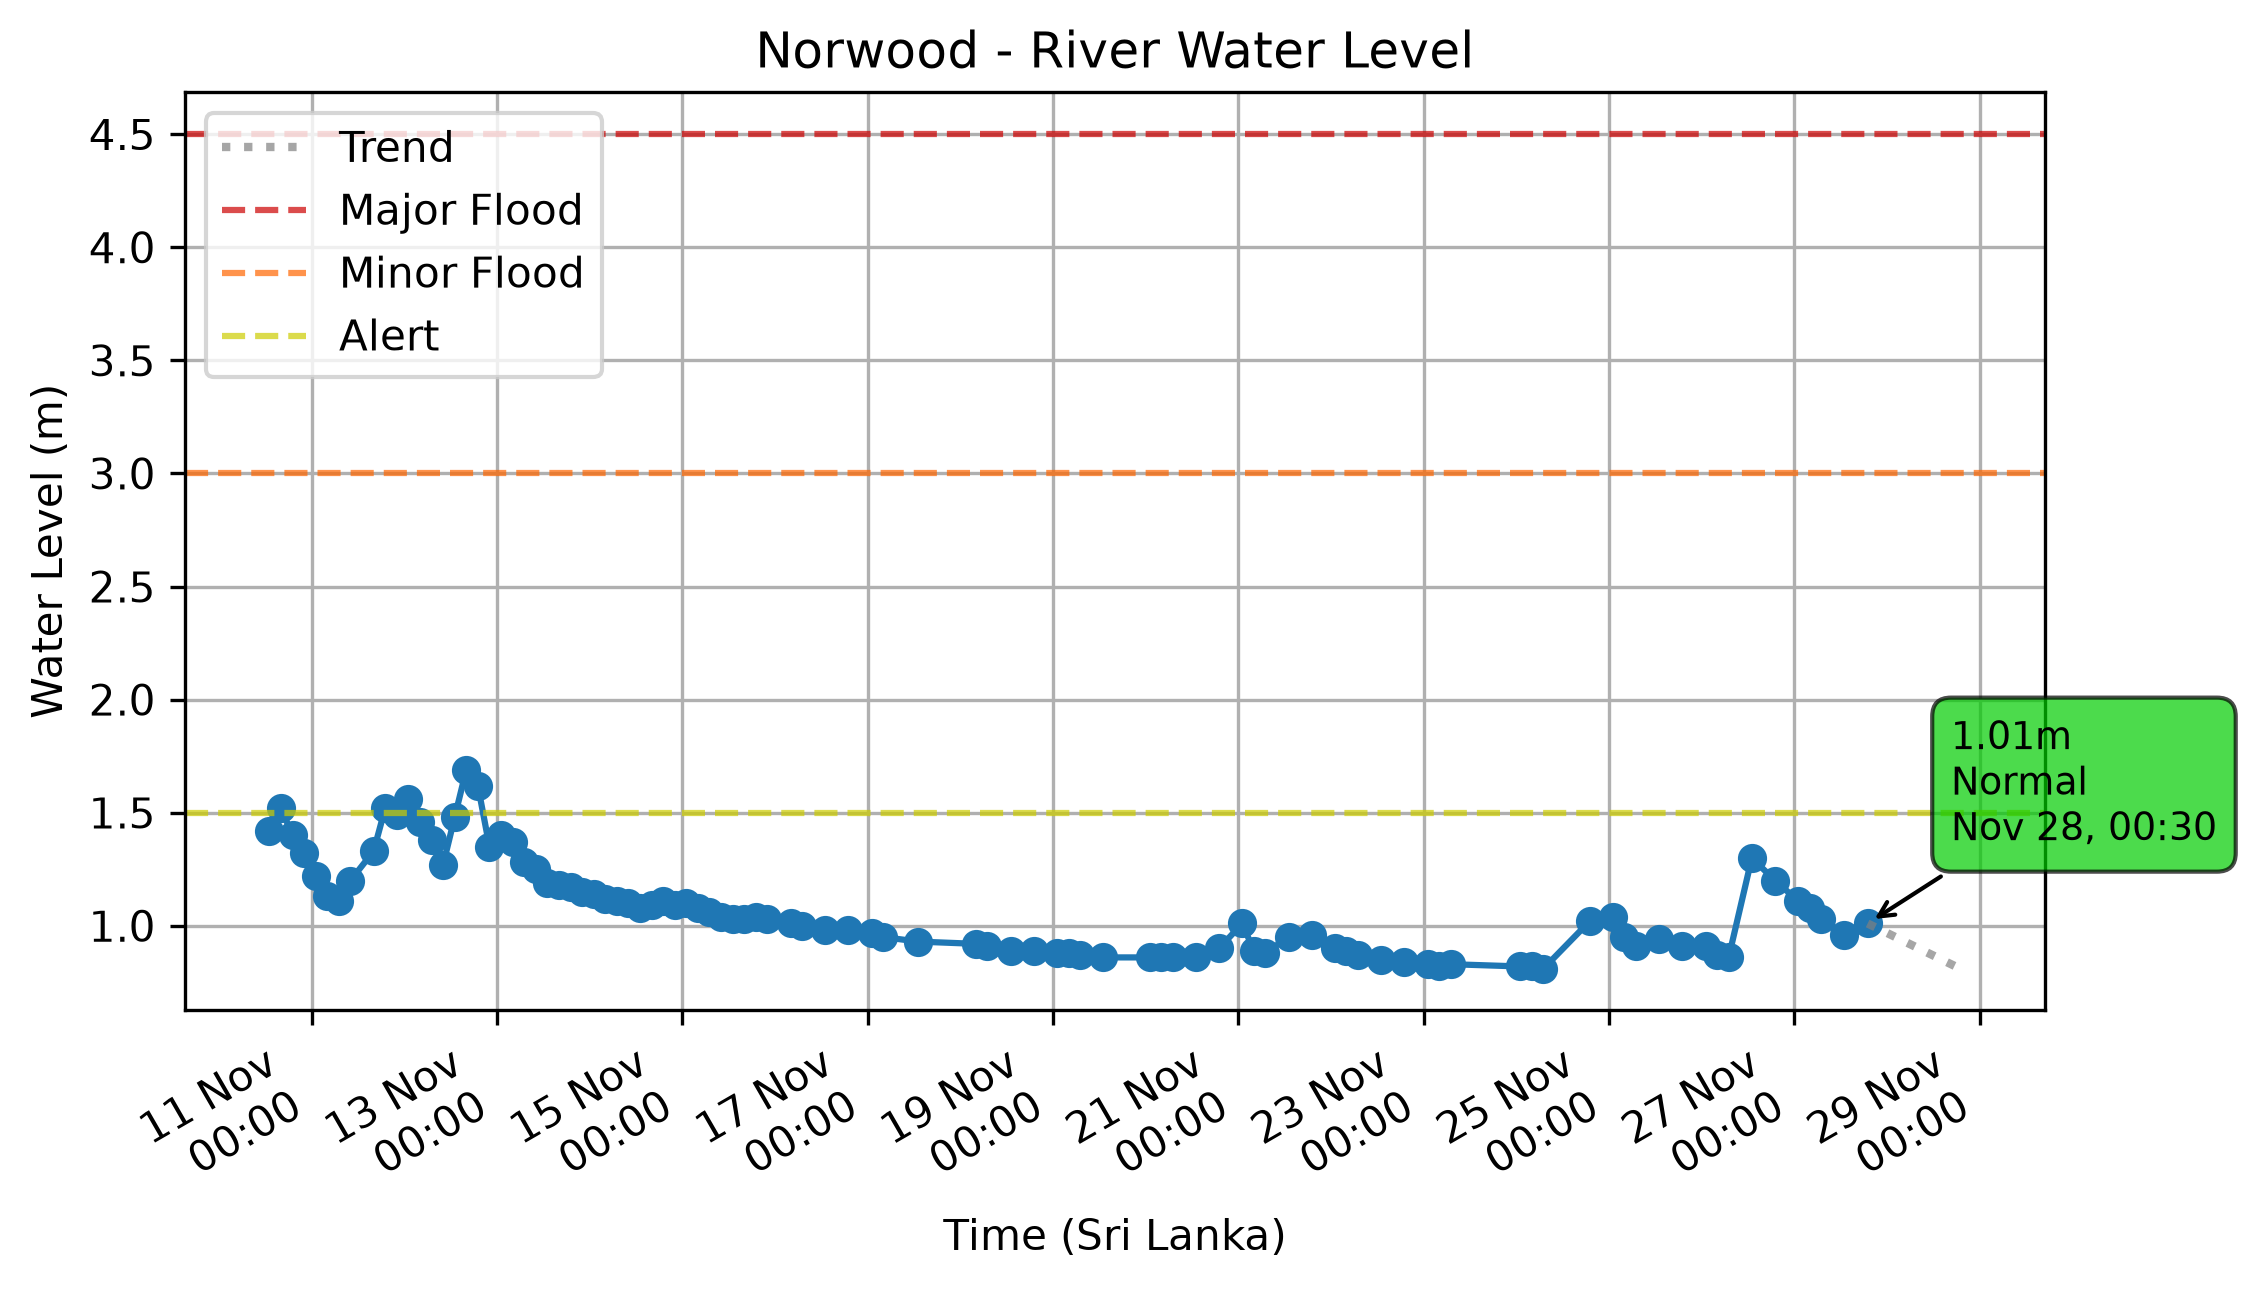 Norwood - River Water Level
4.5
4.0
3.5
3.0
2.5
2.0
1.5
1.0
Water Level (m)
Trend
Major Flood
Minor Flood
Alert
1.01m
Normal
Nov 28, 00:30
11 Nov
00:00
13 Nov
00:00
15 Nov
00:00
17 Nov
00:00
19 Nov
00:00
21 Nov
00:00
23 Nov
00:00
25 Nov
00:00
27 Nov
00:00
29 Nov
00:00
Time (Sri Lanka)